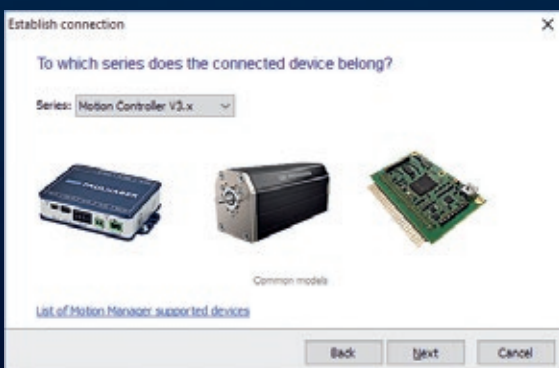 Establish connection
To which series does the connected device belong?
Series: Motion Controller V3.x
FAULHABER
Common models
List of Motion Manager supported devices
Back Next Cancel